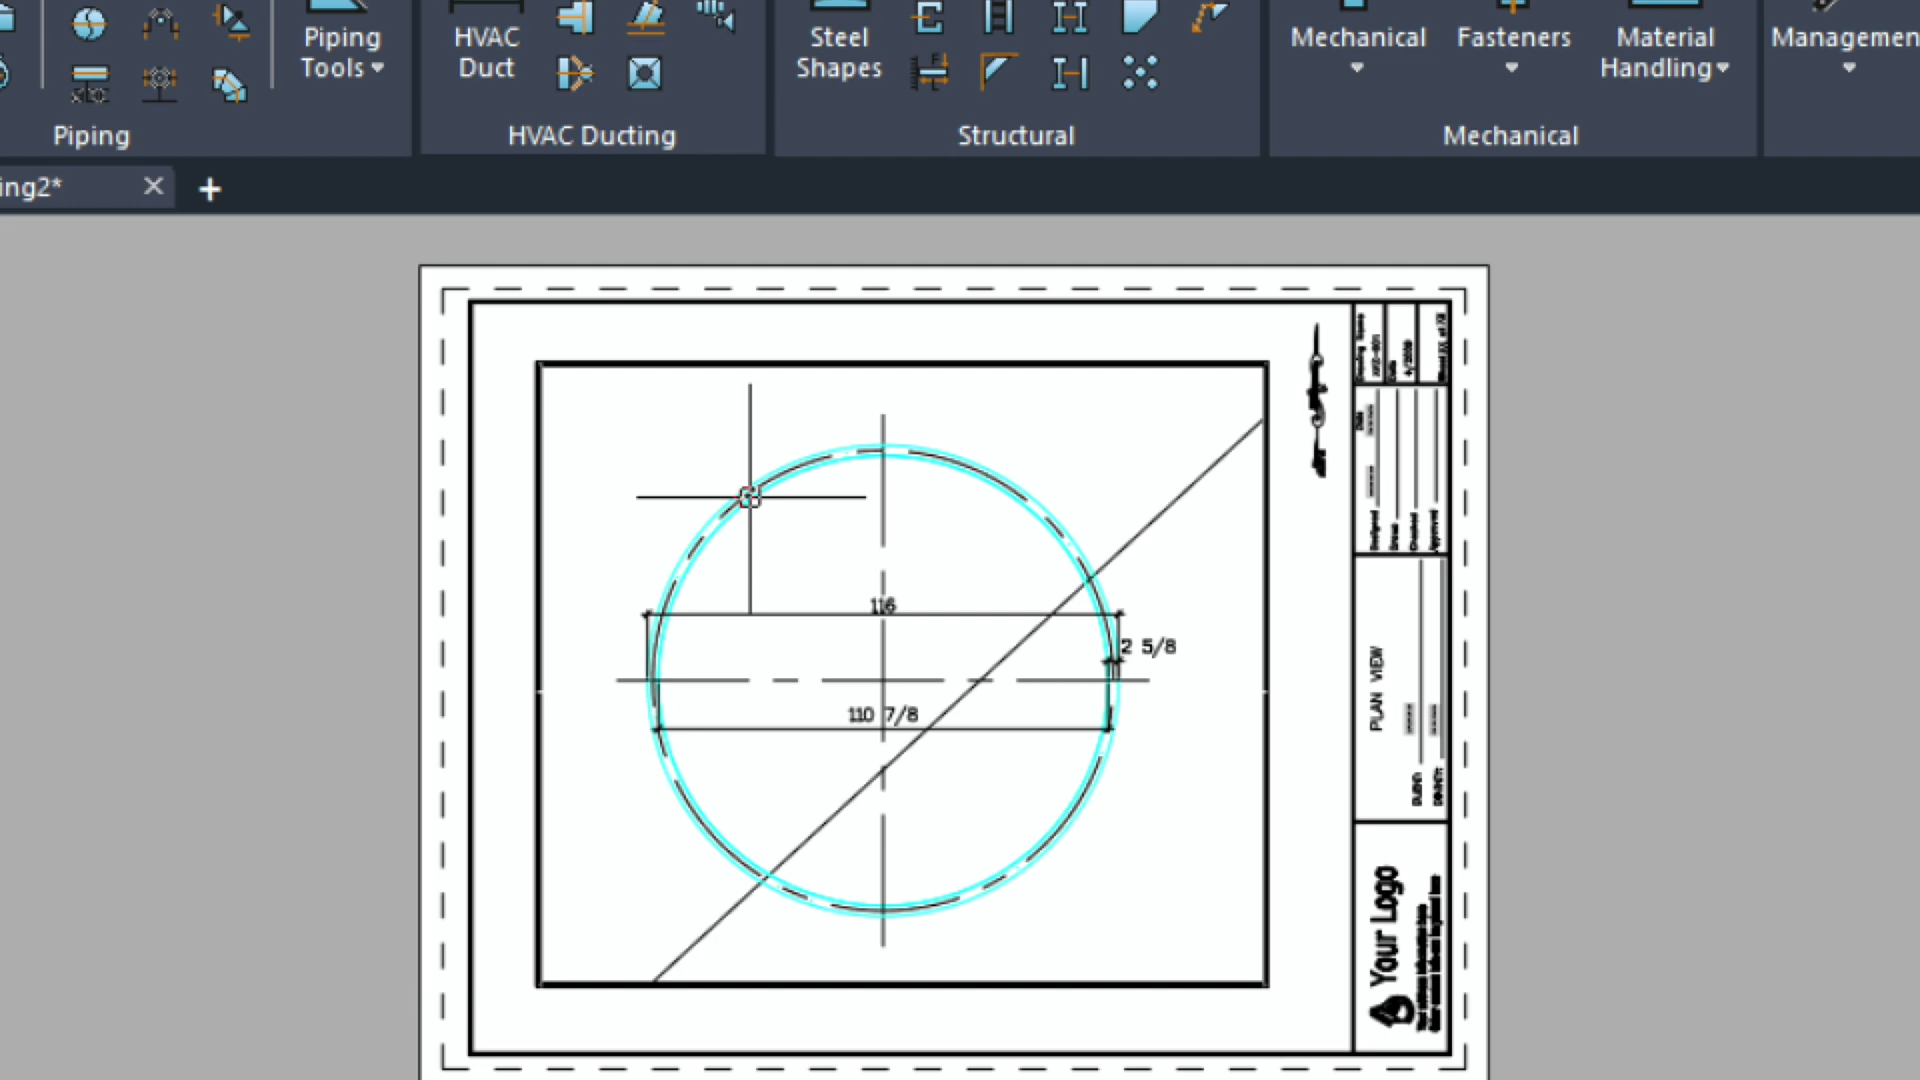 Piping
Tools
HVAC
Duct
Steel
Shapes
Mechanical
Fasteners
Material
Handling
Managemen
Piping
HVAC Ducting
Structural
Mechanical
ing2*
116
2 5/8
110 7/8
PLAN VIEW
Your Logo